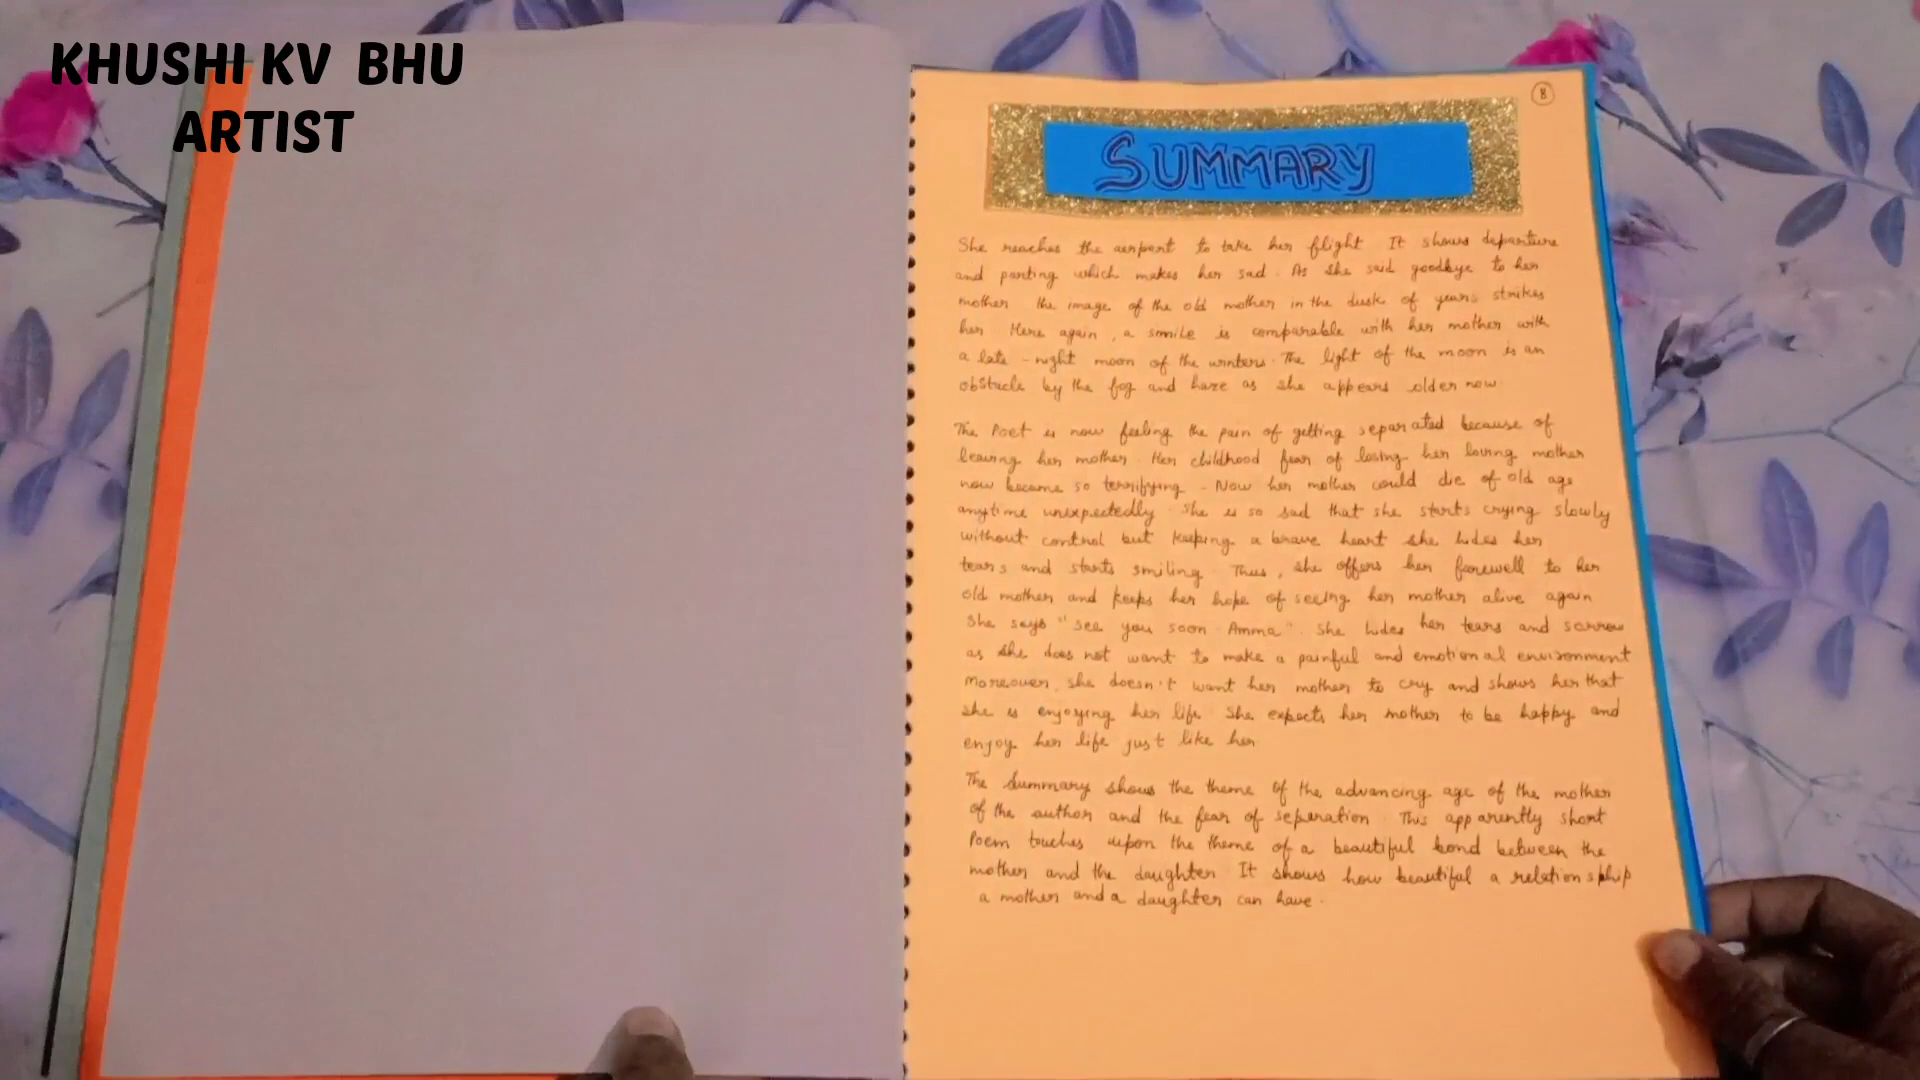 KHUSHI KV BHU
ARTIST
8
SUMMARY
She reaches the airport to take her flight It shows departure
and parting which makes her sad. As she said goodbye to her
mother the image of the old mother in the dusk of years strikes
her Here again, a smile is comparable with her mother with
a late-night moon of the winters. The light of the moon is an
obstacle by the fog and haze as she appears older now
The Poet is now feeling the pain of getting separated because of
leaving her mother. Her childhood fear of losing her loving mother
now became so terrifying - Now her mother could die of old age
anytime unexpectedly She is so sad that she starts crying slowly
without control but keeping a brave heart she hides her
tears and starts smiling Thus, she offers her farewell to her
old mother and keeps her hope of seeing her mother alive again
She says "see you soon Amma". She hides her tears and sorrow
as she does not want to make a painful and emotional environment
Moreover, she doesn't want her mother to cry and shows her that
she is enjoying her life She expects her mother to be happy and
enjoy her life just like her
The Summary shows the theme of the advancing age of the mother
of the author and the fear of separation This apparently short
Poem touches upon the theme of a beautiful bond between the
mother and the daughter It shows how beautiful a relationship
a mother and a daughter can have.